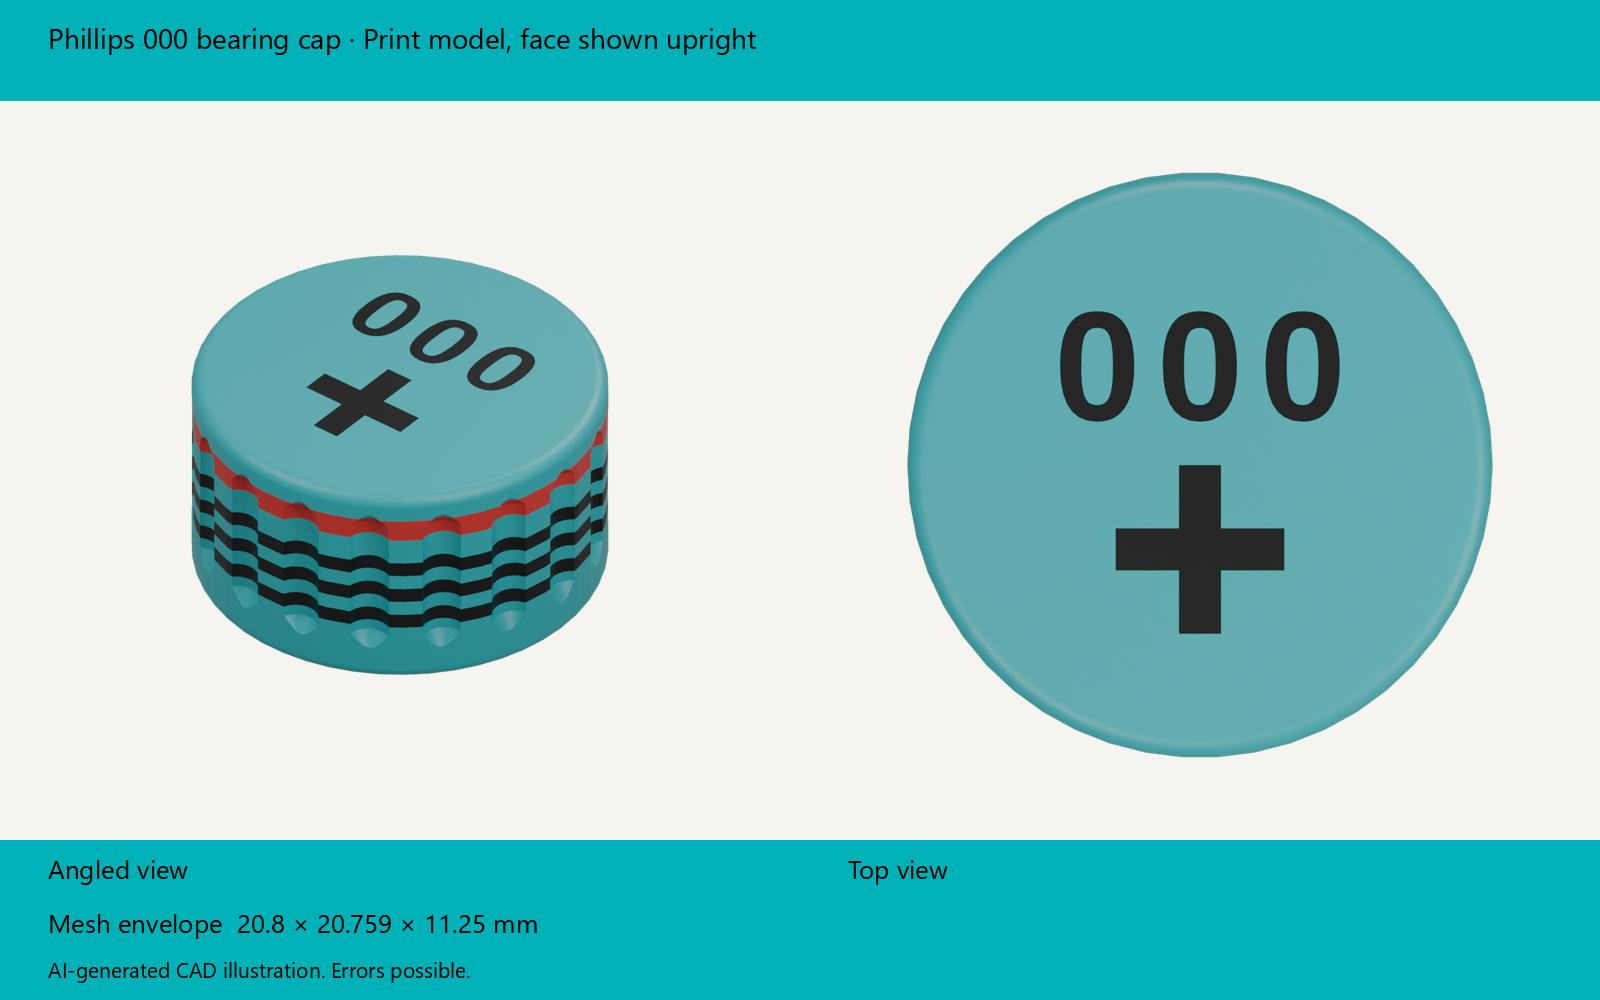 Phillips 000 bearing cap · Print model, face shown upright
000
000
Angled view
Top view
Mesh envelope 20.8 × 20.759 × 11.25 mm
AI-generated CAD illustration. Errors possible.